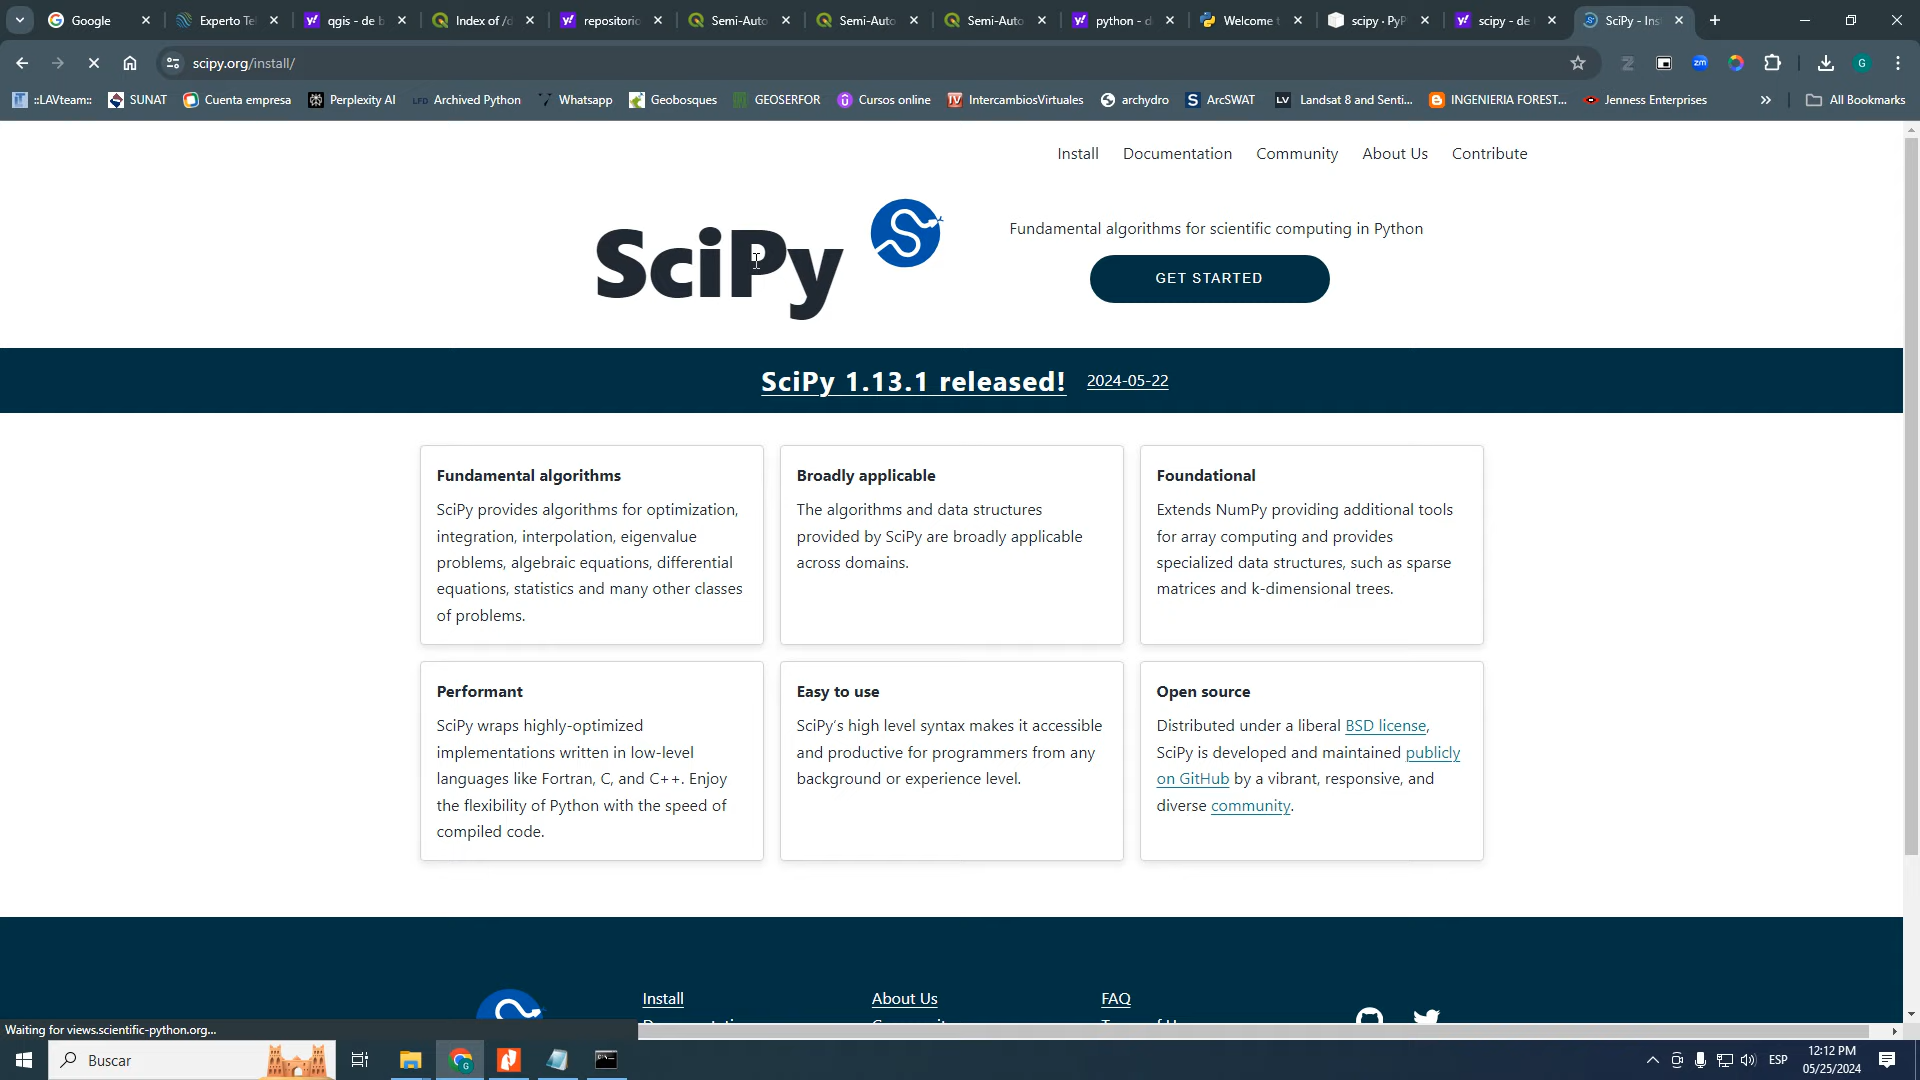 Google
Experto Te
qgis - de b
Index of /d
repositorio
Semi-Auto
Semi-Auto
Semi-Auto
python - d
Welcome t
scipy · PyP
scipy - de
SciPy - Ins
scipy.org/install/
zm
G
::LAVteam::
SUNAT
Cuenta empresa
Perplexity AI
LFD Archived Python
Whatsapp
Geobosques
GEOSERFOR
Cursos online
IntercambiosVirtuales
archydro
S ArcSWAT
LV Landsat 8 and Senti...
INGENIERIA FOREST...
Jenness Enterprises
All Bookmarks
Install
Documentation
Community
About Us
Contribute
SciPy
Fundamental algorithms for scientific computing in Python
GET STARTED
SciPy 1.13.1 released! 2024-05-22
Fundamental algorithms
SciPy provides algorithms for optimization,
integration, interpolation, eigenvalue
problems, algebraic equations, differential
equations, statistics and many other classes
of problems.
Broadly applicable
The algorithms and data structures
provided by SciPy are broadly applicable
across domains.
Foundational
Extends NumPy providing additional tools
for array computing and provides
specialized data structures, such as sparse
matrices and k-dimensional trees.
Performant
SciPy wraps highly-optimized
implementations written in low-level
languages like Fortran, C, and C++. Enjoy
the flexibility of Python with the speed of
compiled code.
Easy to use
SciPy's high level syntax makes it accessible
and productive for programmers from any
background or experience level.
Open source
Distributed under a liberal BSD license,
SciPy is developed and maintained publicly
on GitHub by a vibrant, responsive, and
diverse community.
Install
About Us
FAQ
Waiting for views.scientific-python.org...
Buscar
ESP
12:12 PM
05/25/2024